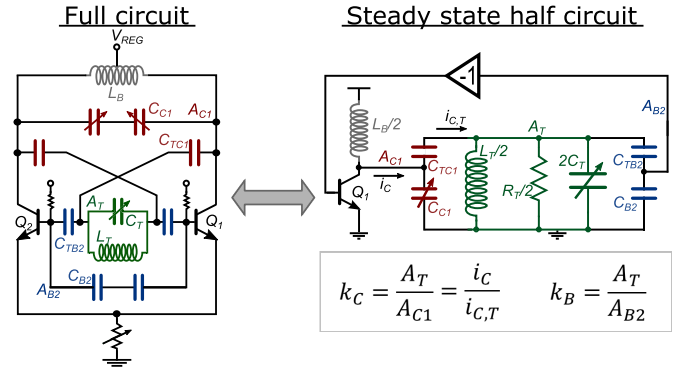 Full circuit
V_REG
L_B
C_C1
A_C1
C_TC1
A_T
C_T
Q_2
Q_1
C_TB2
L_T
C_B2
A_B2
Steady state half circuit
-1
A_B2
L_B/2
i_C,T
A_T
A_C1
C_TC1
L_T/2
2C_T
C_TB2
Q_1
i_C
C_C1
R_T/2
C_B2
k_C = A_T/A_C1 = i_C/i_C,T
k_B = A_T/A_B2